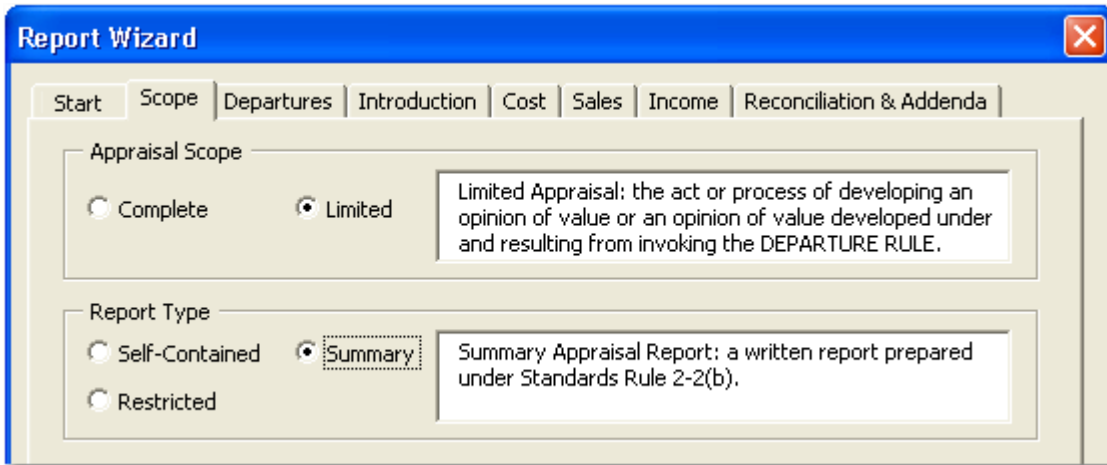 Report Wizard
Start Scope Departures Introduction Cost Sales Income Reconciliation & Addenda
Appraisal Scope
Complete Limited
Limited Appraisal: the act or process of developing an
opinion of value or an opinion of value developed under
and resulting from invoking the DEPARTURE RULE.
Report Type
Self-Contained Summary
Restricted
Summary Appraisal Report: a written report prepared
under Standards Rule 2-2(b).